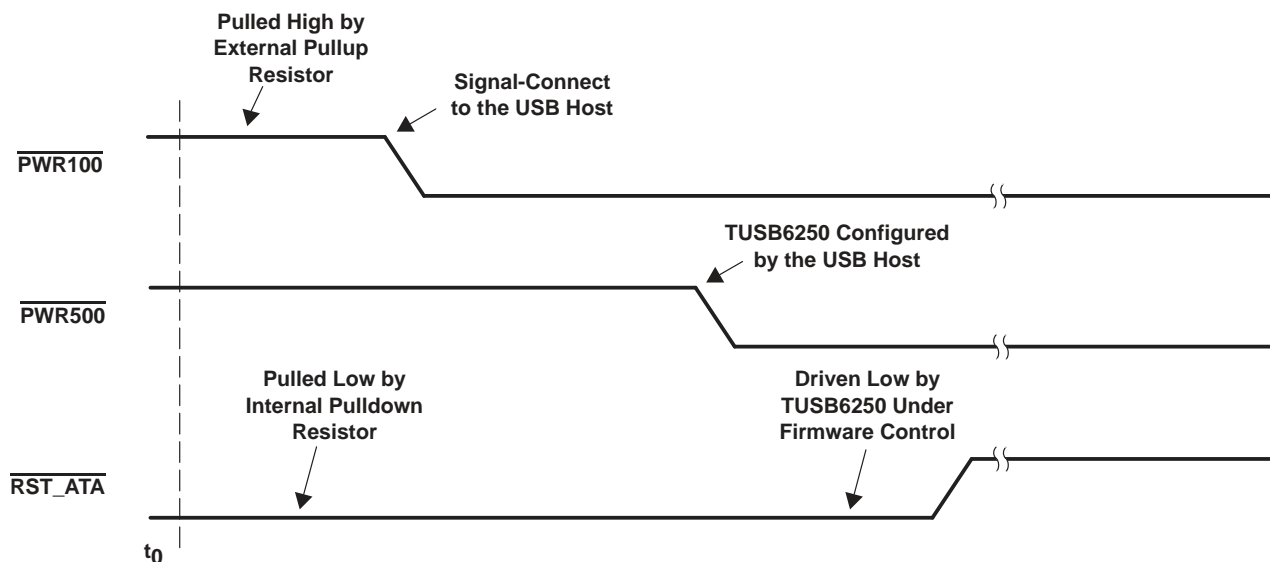 Pulled High by
External Pullup
Resistor
Signal-Connect
to the USB Host
PWR100
TUSB6250 Configured
by the USB Host
PWR500
Pulled Low by
Internal Pulldown
Resistor
Driven Low by
TUSB6250 Under
Firmware Control
RST_ATA
t0